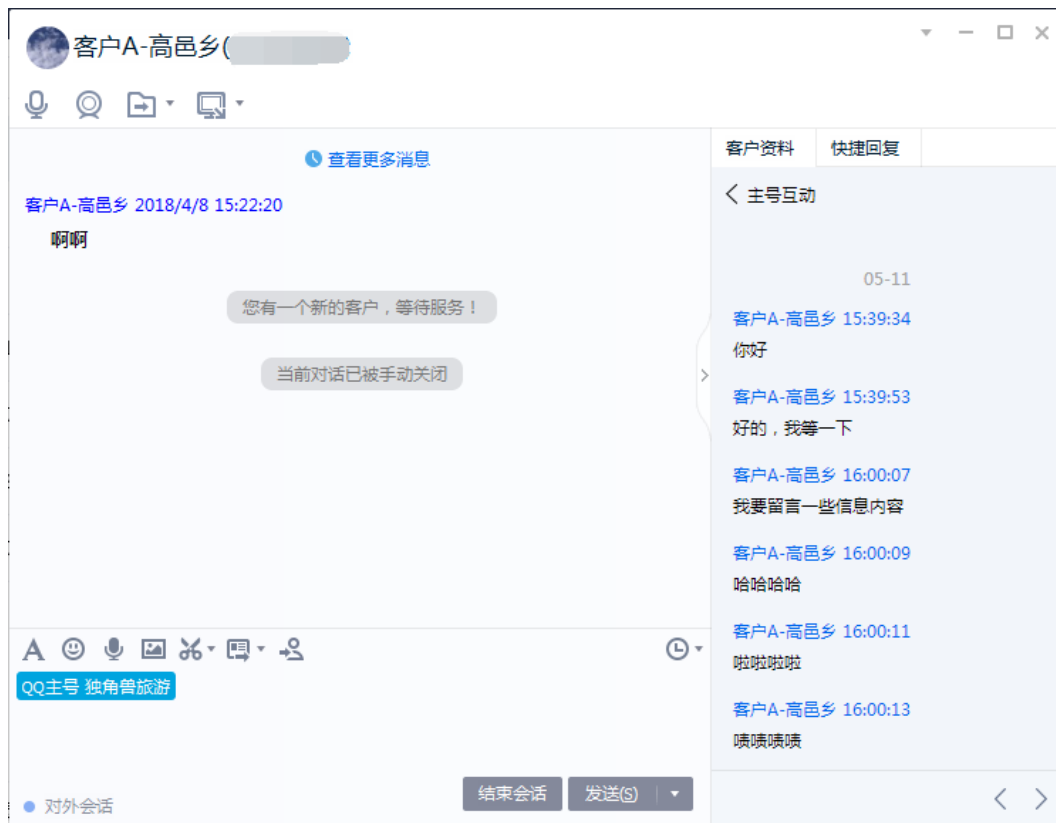 客户A-高邑乡(
查看更多消息
客户A-高邑乡 2018/4/8 15:22:20
啊啊
您有一个新的客户，等待服务！
当前对话已被手动关闭
QQ主号 独角兽旅游
对外会话
结束会话
发送(S)
客户资料
快捷回复
主号互动
05-11
客户A-高邑乡 15:39:34
你好
客户A-高邑乡 15:39:53
好的，我等一下
客户A-高邑乡 16:00:07
我要留言一些信息内容
客户A-高邑乡 16:00:09
哈哈哈哈
客户A-高邑乡 16:00:11
啦啦啦啦
客户A-高邑乡 16:00:13
啧啧啧啧